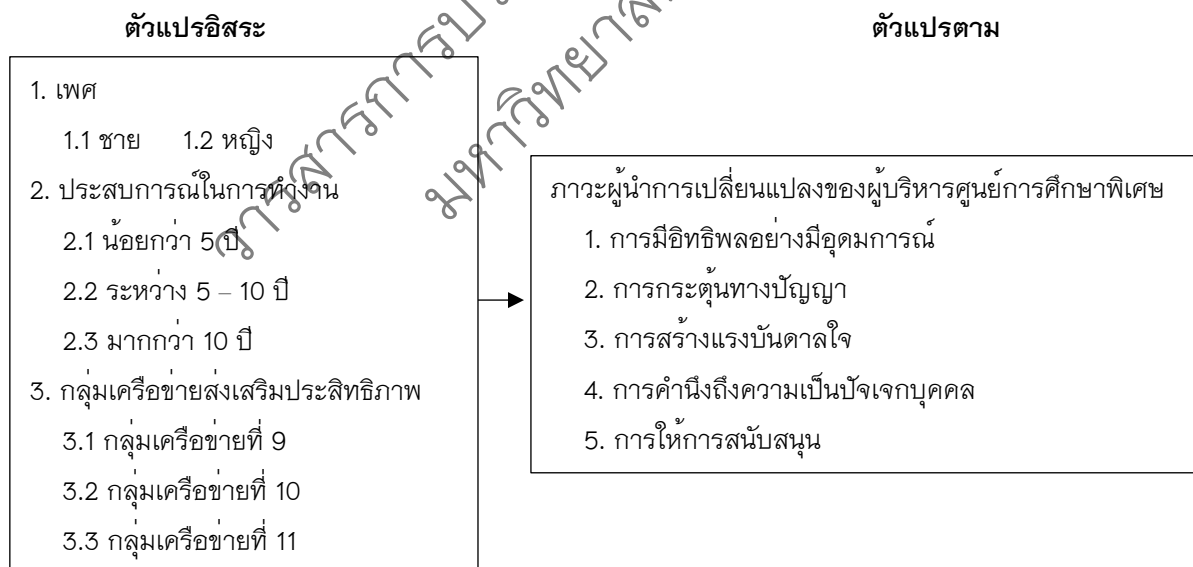 ตัวแปรอิสระ
ตัวแปรตาม
1. เพศ
1.1 ชาย 1.2 หญิง
2. ประสบการณ์ในการทำงาน
2.1 น้อยกว่า 5 ปี
2.2 ระหว่าง 5 – 10 ปี
2.3 มากกว่า 10 ปี
3. กลุ่มเครือข่ายส่งเสริมประสิทธิภาพ
3.1 กลุ่มเครือข่ายที่ 9
3.2 กลุ่มเครือข่ายที่ 10
3.3 กลุ่มเครือข่ายที่ 11
ภาวะผู้นำการเปลี่ยนแปลงของผู้บริหารศูนย์การศึกษาพิเศษ
1. การมีอิทธิพลอย่างมีอุดมการณ์
2. การกระตุ้นทางปัญญา
3. การสร้างแรงบันดาลใจ
4. การคำนึงถึงความเป็นปัจเจกบุคคล
5. การให้การสนับสนุน